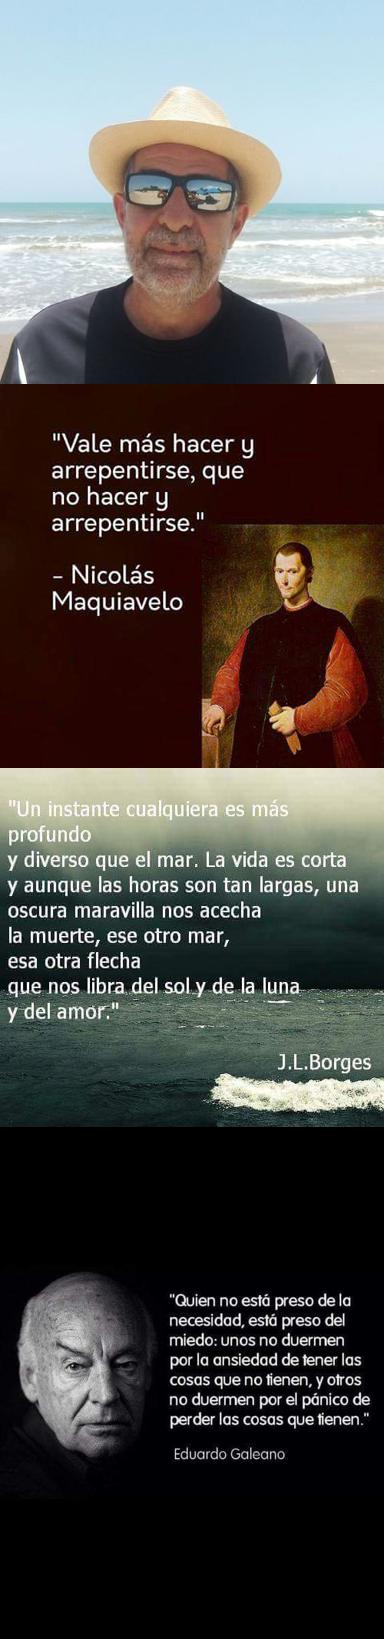 "Vale más hacer y
arrepentirse, que
no hacer y
arrepentirse."
- Nicolás
Maquiavelo
"Un instante cualquiera es más
profundo
y diverso que el mar. La vida es corta
y aunque las horas son tan largas, una
oscura maravilla nos acecha
la muerte, ese otro mar,
esa otra flecha
que nos libra del sol y de la luna
y del amor."
J.L.Borges
"Quien no está preso de la
necesidad, está preso del
miedo: unos no duermen
por la ansiedad de tener las
cosas que no tienen, y otros
no duermen por el pánico de
perder las cosas que tienen."
Eduardo Galeano